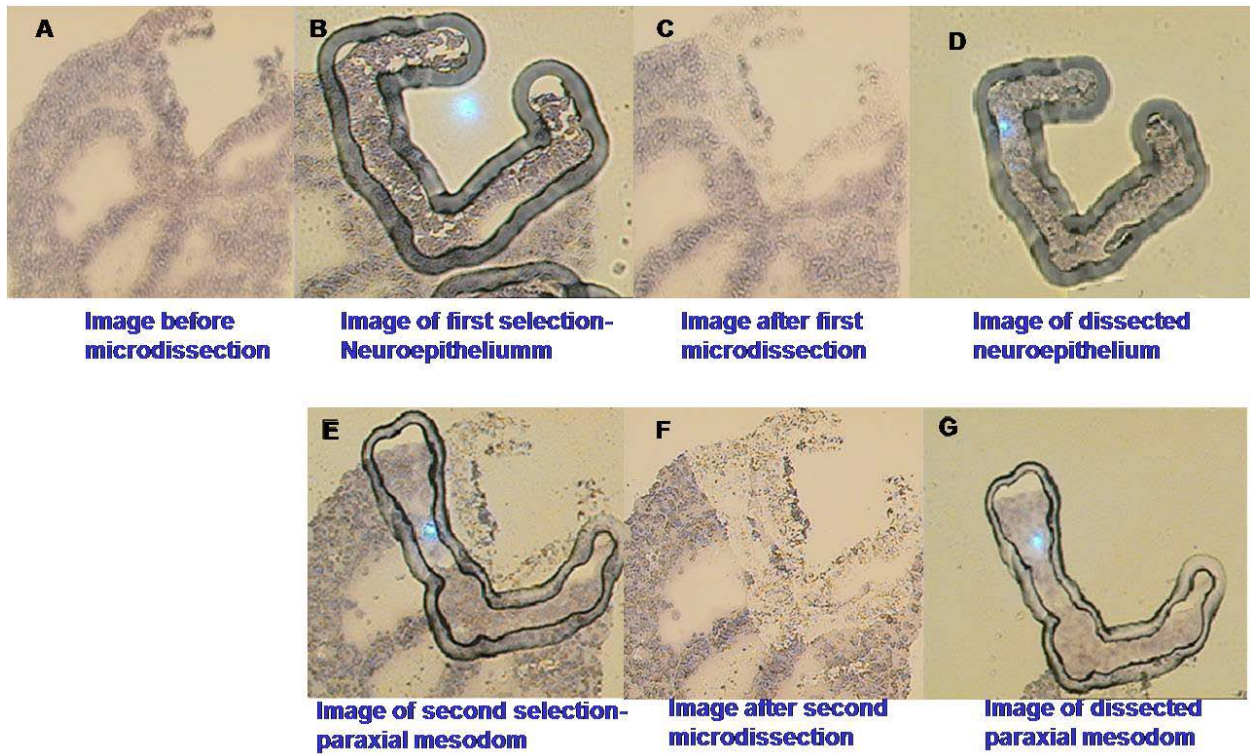 A
B
C
D
Image before
microdissection
Image of first selection-
Neuroepitheliumm
Image after first
microdissection
Image of dissected
neuroepithelium
E
F
G
Image of second selection-
paraxial mesodom
Image after second
microdissection
Image of dissected
paraxial mesodom